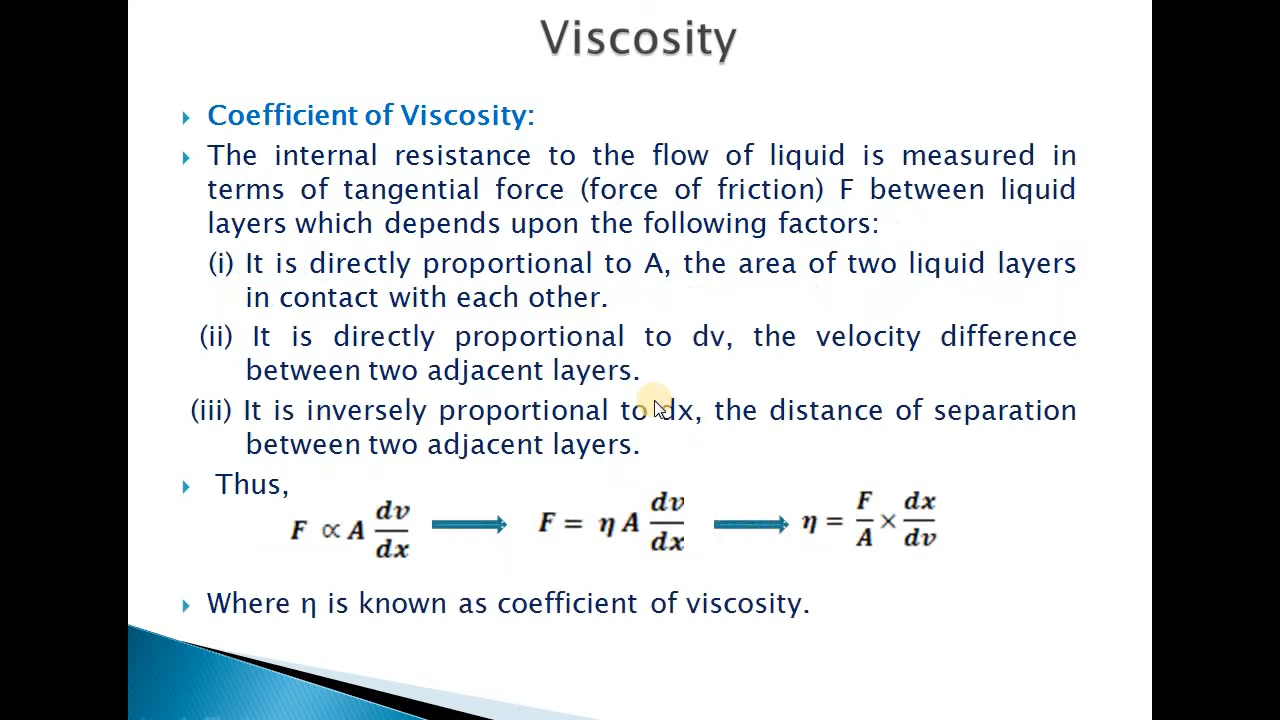 Viscosity
Coefficient of Viscosity:
The internal resistance to the flow of liquid is measured in
terms of tangential force (force of friction) F between liquid
layers which depends upon the following factors:
(i) It is directly proportional to A, the area of two liquid layers
in contact with each other.
(ii) It is directly proportional to dv, the velocity difference
between two adjacent layers.
(iii) It is inversely proportional to dx, the distance of separation
between two adjacent layers.
Thus,
F ∝ A dv/dx ⟹ F = η A dv/dx ⟹ η = F/A × dx/dv
Where η is known as coefficient of viscosity.